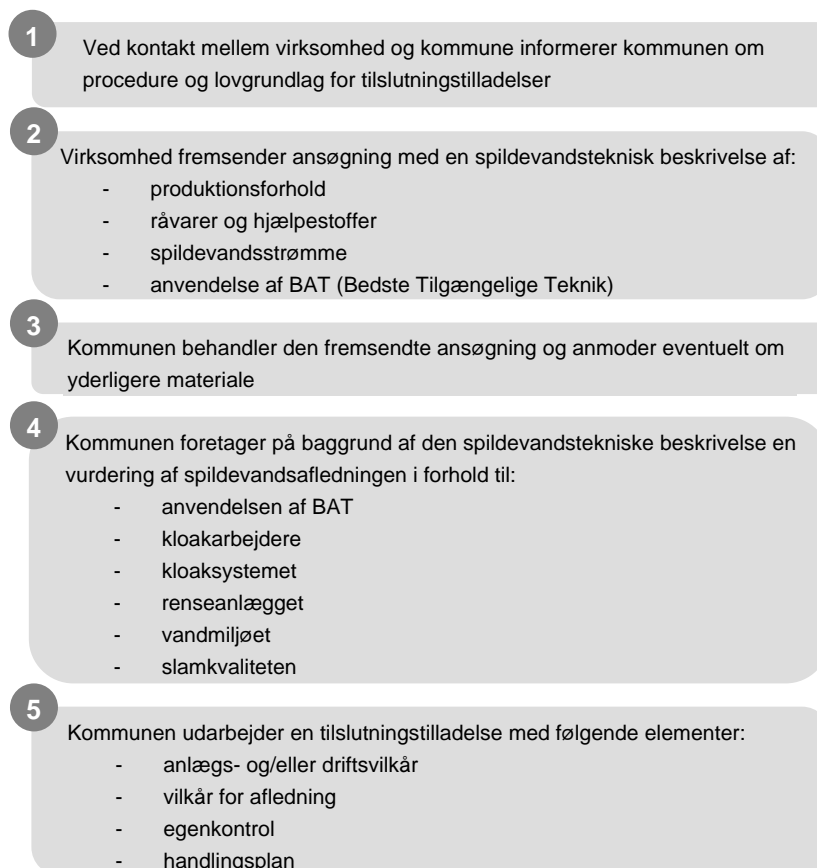 1
Ved kontakt mellem virksomhed og kommune informerer kommunen om
procedure og lovgrundlag for tilslutningstilladelser
2
Virksomhed fremsender ansøgning med en spildevandsteknisk beskrivelse af:
- produktionsforhold
- råvarer og hjælpestoffer
- spildevandsstrømme
- anvendelse af BAT (Bedste Tilgængelige Teknik)
3
Kommunen behandler den fremsendte ansøgning og anmoder eventuelt om
yderligere materiale
4
Kommunen foretager på baggrund af den spildevandstekniske beskrivelse en
vurdering af spildevandsafledningen i forhold til:
- anvendelsen af BAT
- kloakarbejdere
- kloaksystemet
- renseanlægget
- vandmiljøet
- slamkvaliteten
5
Kommunen udarbejder en tilslutningstilladelse med følgende elementer:
- anlægs- og/eller driftsvilkår
- vilkår for afledning
- egenkontrol
- handlingsplan